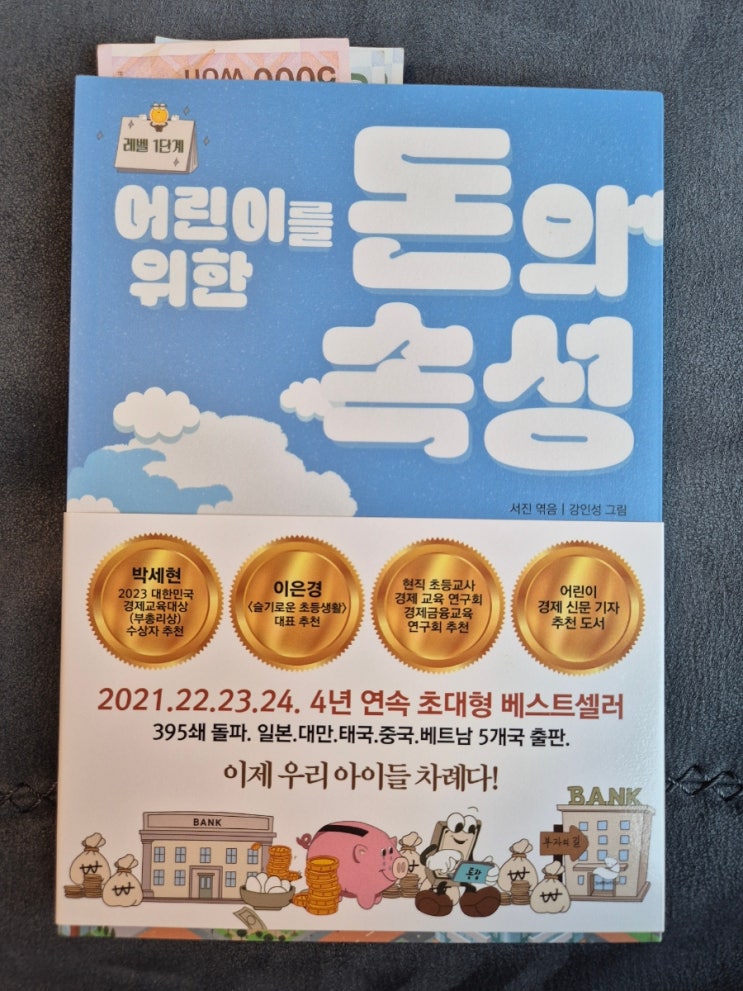 5000 won
레벨 1단계
어린이를
위한
돈의
속성
서진 엮음 | 강인성 그림
박세현
2023 대한민국
경제교육대상
(부총리상)
수상자 추천
이은경
〈슬기로운 초등생활〉
대표 추천
현직 초등교사
경제 교육 연구회
경제금융교육
연구회 추천
어린이
경제 신문 기자
추천 도서
2021.22.23.24. 4년 연속 초대형 베스트셀러
395쇄 돌파. 일본.대만.태국.중국.베트남 5개국 출판.
이제 우리 아이들 차례다!
BANK
BANK
부자의 길
통장
₩
₩
₩
₩